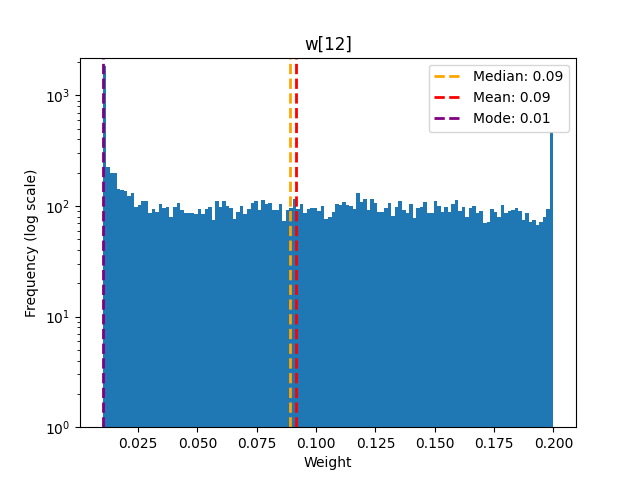 w[12]
Median: 0.09
Mean: 0.09
Mode: 0.01
Frequency (log scale)
10³
10²
10¹
10⁰
0.025 0.050 0.075 0.100 0.125 0.150 0.175 0.200
Weight